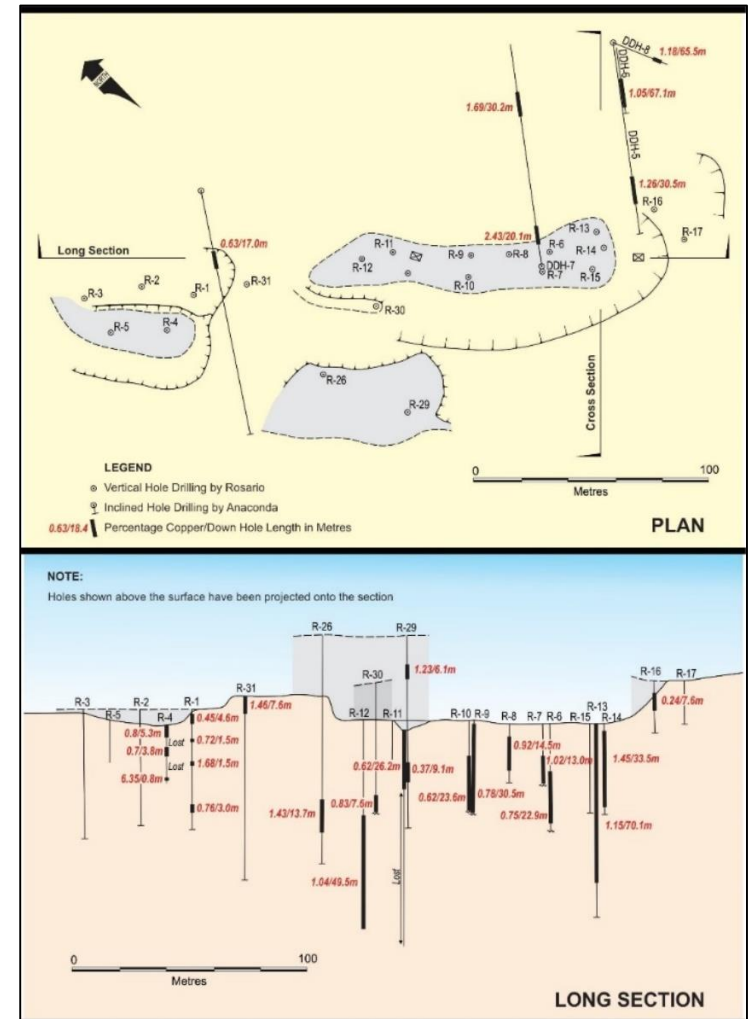 NORTH
DDH-8
1.18/65.5m
DDH-6
1.05/67.1m
1.69/30.2m
DDH-5
1.26/30.5m
R-16
R-17
0.63/17.0m
Long Section
2.43/20.1m
R-13
R-11
R-12
R-9
R-8
R-6
R-14
DDH-7
R-7
R-15
R-10
R-2
R-3
R-1
R-31
R-30
R-5
R-4
R-26
R-29
Cross Section
LEGEND
Vertical Hole Drilling by Rosario
Inclined Hole Drilling by Anaconda
0.63/18.4 Percentage Copper/Down Hole Length in Metres
0 100
Metres
PLAN
NOTE:
Holes shown above the surface have been projected onto the section
R-26
R-29
1.23/6.1m
R-30
R-16
R-17
0.24/7.6m
R-31
1.46/7.6m
R-3
R-2
R-1
R-5
R-4
0.45/4.6m
R-12
R-11
R-10
R-9
R-8
R-7
R-6
R-15
R-13
R-14
0.8/5.3m
Lost
0.72/1.5m
0.7/3.8m
Lost
1.68/1.5m
6.35/0.8m
0.76/3.0m
1.43/13.7m
0.83/7.6m
0.62/26.2m
0.37/9.1m
0.62/23.6m
0.78/30.5m
0.92/14.5m
1.02/13.0m
0.75/22.9m
1.45/33.5m
1.15/70.1m
1.04/49.5m
Lost
0 100
Metres
LONG SECTION